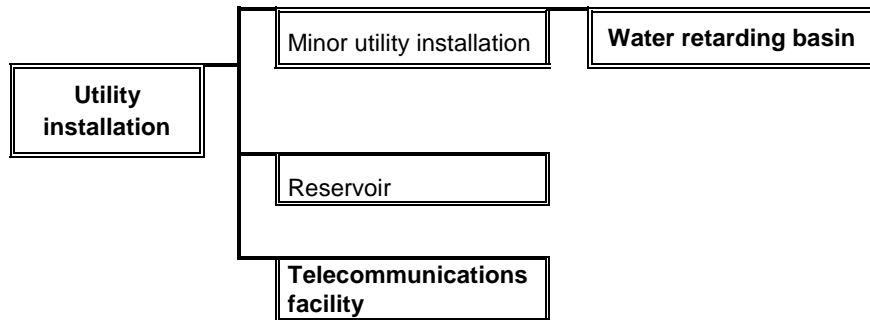 Minor utility installation
Water retarding basin
Utility
installation
Reservoir
Telecommunications
facility